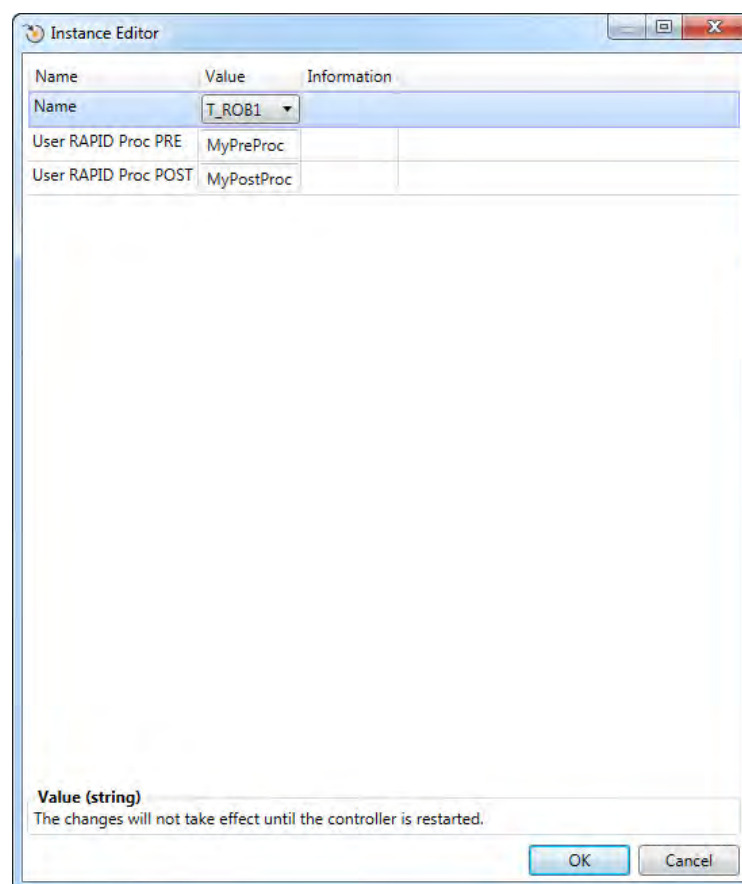 Instance Editor
Name Value Information
Name T_ROB1
User RAPID Proc PRE MyPreProc
User RAPID Proc POST MyPostProc
Value (string)
The changes will not take effect until the controller is restarted.
OK Cancel